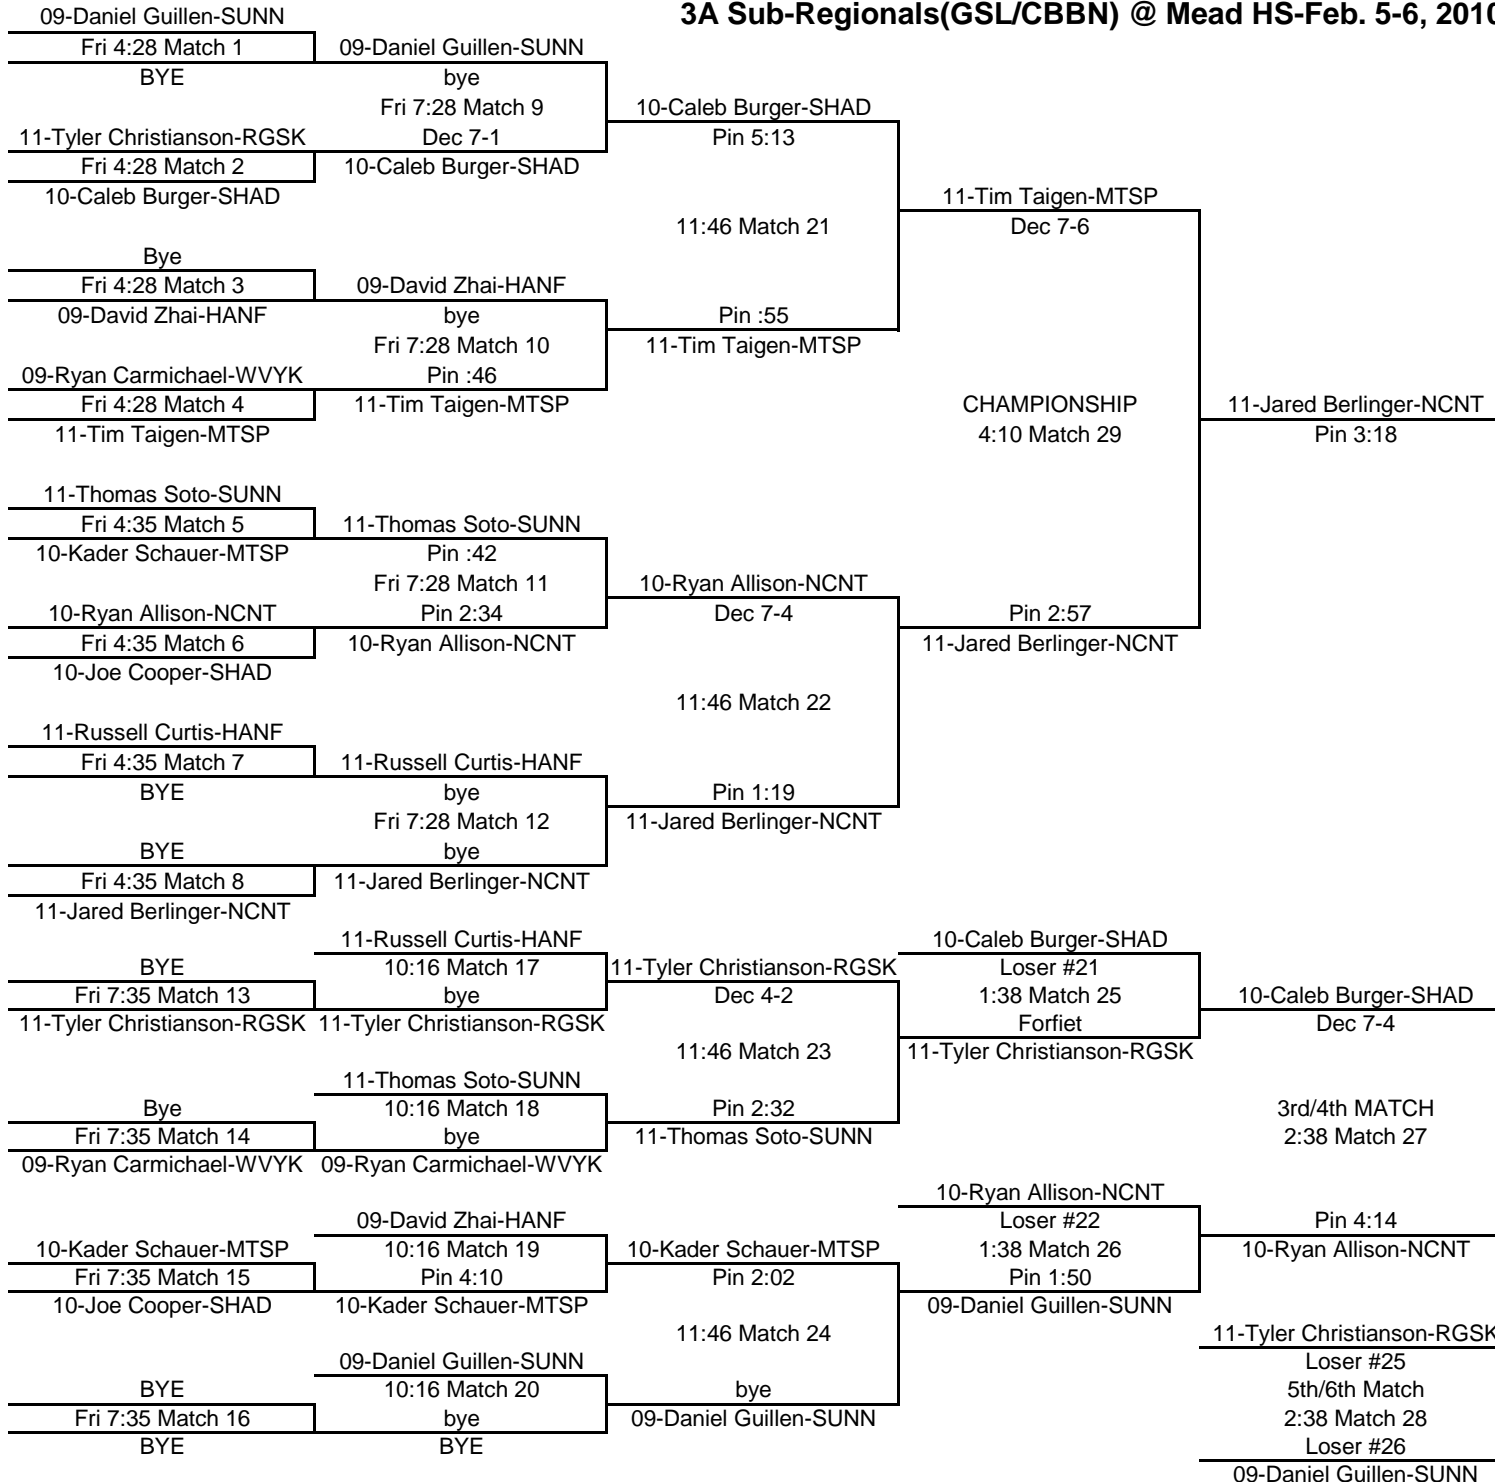 3A Sub-Regionals(GSL/CBBN) @ Mead HS-Feb. 5-6, 2010
09-Daniel Guillen-SUNN
Fri 4:28 Match 1
BYE
11-Tyler Christianson-RGSK
Fri 4:28 Match 2
10-Caleb Burger-SHAD
Bye
Fri 4:28 Match 3
09-David Zhai-HANF
09-Ryan Carmichael-WVYK
Fri 4:28 Match 4
11-Tim Taigen-MTSP
11-Thomas Soto-SUNN
Fri 4:35 Match 5
10-Kader Schauer-MTSP
10-Ryan Allison-NCNT
Fri 4:35 Match 6
10-Joe Cooper-SHAD
11-Russell Curtis-HANF
Fri 4:35 Match 7
BYE
BYE
Fri 4:35 Match 8
11-Jared Berlinger-NCNT
09-Daniel Guillen-SUNN
bye
Fri 7:28 Match 9
Dec 7-1
10-Caleb Burger-SHAD
09-David Zhai-HANF
bye
Fri 7:28 Match 10
Pin :46
11-Tim Taigen-MTSP
11-Thomas Soto-SUNN
Pin :42
Fri 7:28 Match 11
Pin 2:34
10-Ryan Allison-NCNT
11-Russell Curtis-HANF
bye
Fri 7:28 Match 12
bye
11-Jared Berlinger-NCNT
10-Caleb Burger-SHAD
Pin 5:13
11:46 Match 21
Pin :55
11-Tim Taigen-MTSP
10-Ryan Allison-NCNT
Dec 7-4
11:46 Match 22
Pin 1:19
11-Jared Berlinger-NCNT
11-Tim Taigen-MTSP
Dec 7-6
CHAMPIONSHIP
4:10 Match 29
Pin 2:57
11-Jared Berlinger-NCNT
11-Jared Berlinger-NCNT
Pin 3:18
BYE
Fri 7:35 Match 13
11-Tyler Christianson-RGSK
Bye
Fri 7:35 Match 14
09-Ryan Carmichael-WVYK
10-Kader Schauer-MTSP
Fri 7:35 Match 15
10-Joe Cooper-SHAD
BYE
Fri 7:35 Match 16
BYE
11-Russell Curtis-HANF
10:16 Match 17
bye
11-Tyler Christianson-RGSK
11-Thomas Soto-SUNN
10:16 Match 18
bye
09-Ryan Carmichael-WVYK
09-David Zhai-HANF
10:16 Match 19
Pin 4:10
10-Kader Schauer-MTSP
09-Daniel Guillen-SUNN
10:16 Match 20
bye
BYE
11-Tyler Christianson-RGSK
Dec 4-2
11:46 Match 23
Pin 2:32
11-Thomas Soto-SUNN
10-Kader Schauer-MTSP
Pin 2:02
11:46 Match 24
bye
09-Daniel Guillen-SUNN
10-Caleb Burger-SHAD
Loser #21
1:38 Match 25
Forfiet
11-Tyler Christianson-RGSK
10-Ryan Allison-NCNT
Loser #22
1:38 Match 26
Pin 1:50
09-Daniel Guillen-SUNN
10-Caleb Burger-SHAD
Dec 7-4
3rd/4th MATCH
2:38 Match 27
Pin 4:14
10-Ryan Allison-NCNT
11-Tyler Christianson-RGSK
Loser #25
5th/6th Match
2:38 Match 28
Loser #26
09-Daniel Guillen-SUNN